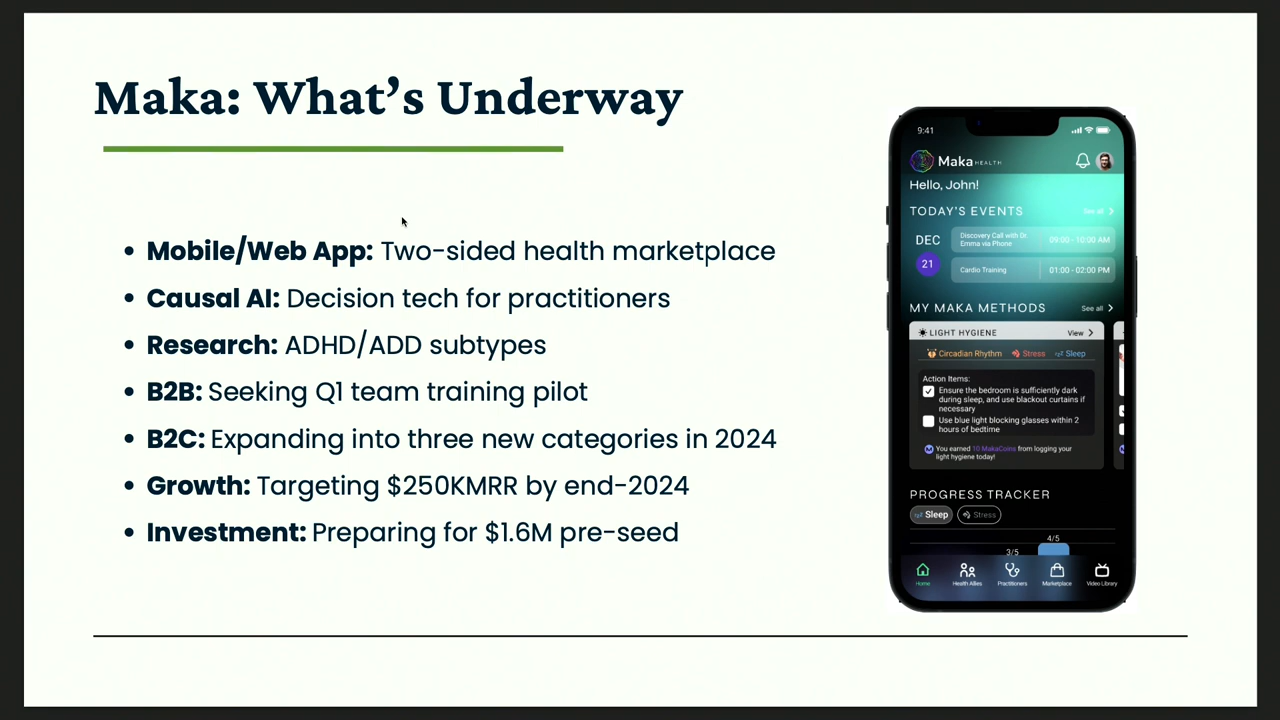 Maka: What's Underway
• Mobile/Web App: Two-sided health marketplace
• Causal AI: Decision tech for practitioners
• Research: ADHD/ADD subtypes
• B2B: Seeking Q1 team training pilot
• B2C: Expanding into three new categories in 2024
• Growth: Targeting $250KMRR by end-2024
• Investment: Preparing for $1.6M pre-seed
9:41
Maka HEALTH
Hello, John!
TODAY'S EVENTS See all
DEC
21
Discovery Call with Dr.
Emma via Phone
09:00 - 10:00 AM
Cardio Training 01:00 - 02:00 PM
MY MAKA METHODS See all
LIGHT HYGIENE View
Circadian Rhythm Stress Sleep
Action Items:
Ensure the bedroom is sufficiently dark
during sleep, and use blackout curtains if
necessary
Use blue light blocking glasses within 2
hours of bedtime
You earned 10 MakaCoins from logging your
light hygiene today!
PROGRESS TRACKER
Sleep Stress
4/5
3/5
Home Health Allies Practitioners Marketplace Video Library